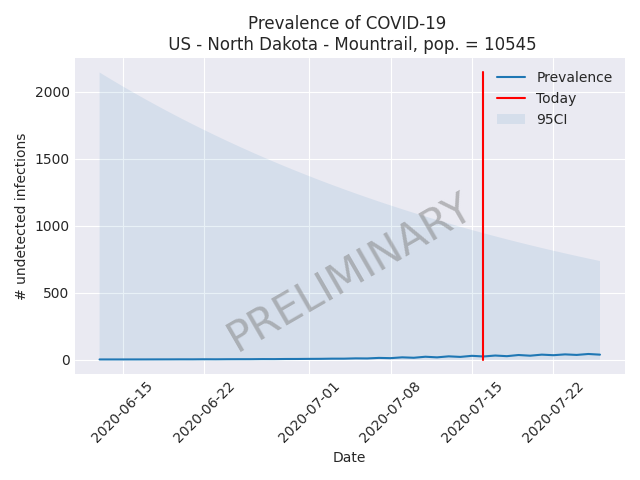 Prevalence of COVID-19
US - North Dakota - Mountrail, pop. = 10545
# undetected infections
2000
1500
1000
500
0
Prevalence
Today
95CI
PRELIMINARY
2020-06-15
2020-06-22
2020-07-01
2020-07-08
2020-07-15
2020-07-22
Date